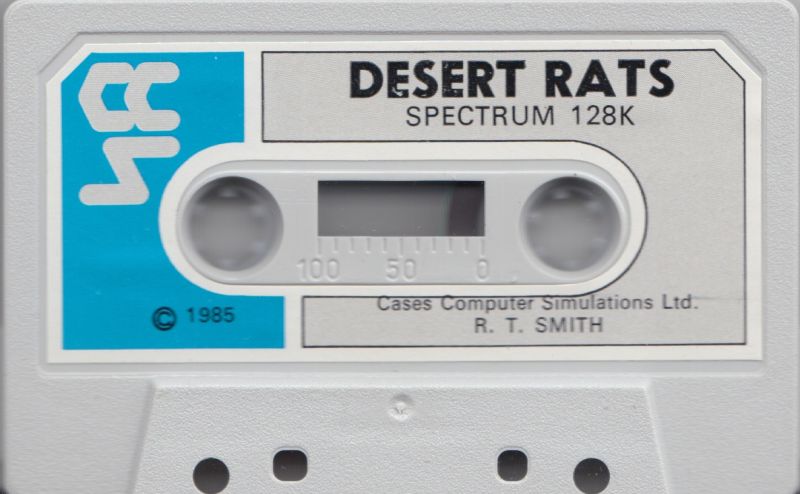 DESERT RATS
SPECTRUM 128K
100 50 0
© 1985
Cases Computer Simulations Ltd.
R. T. SMITH